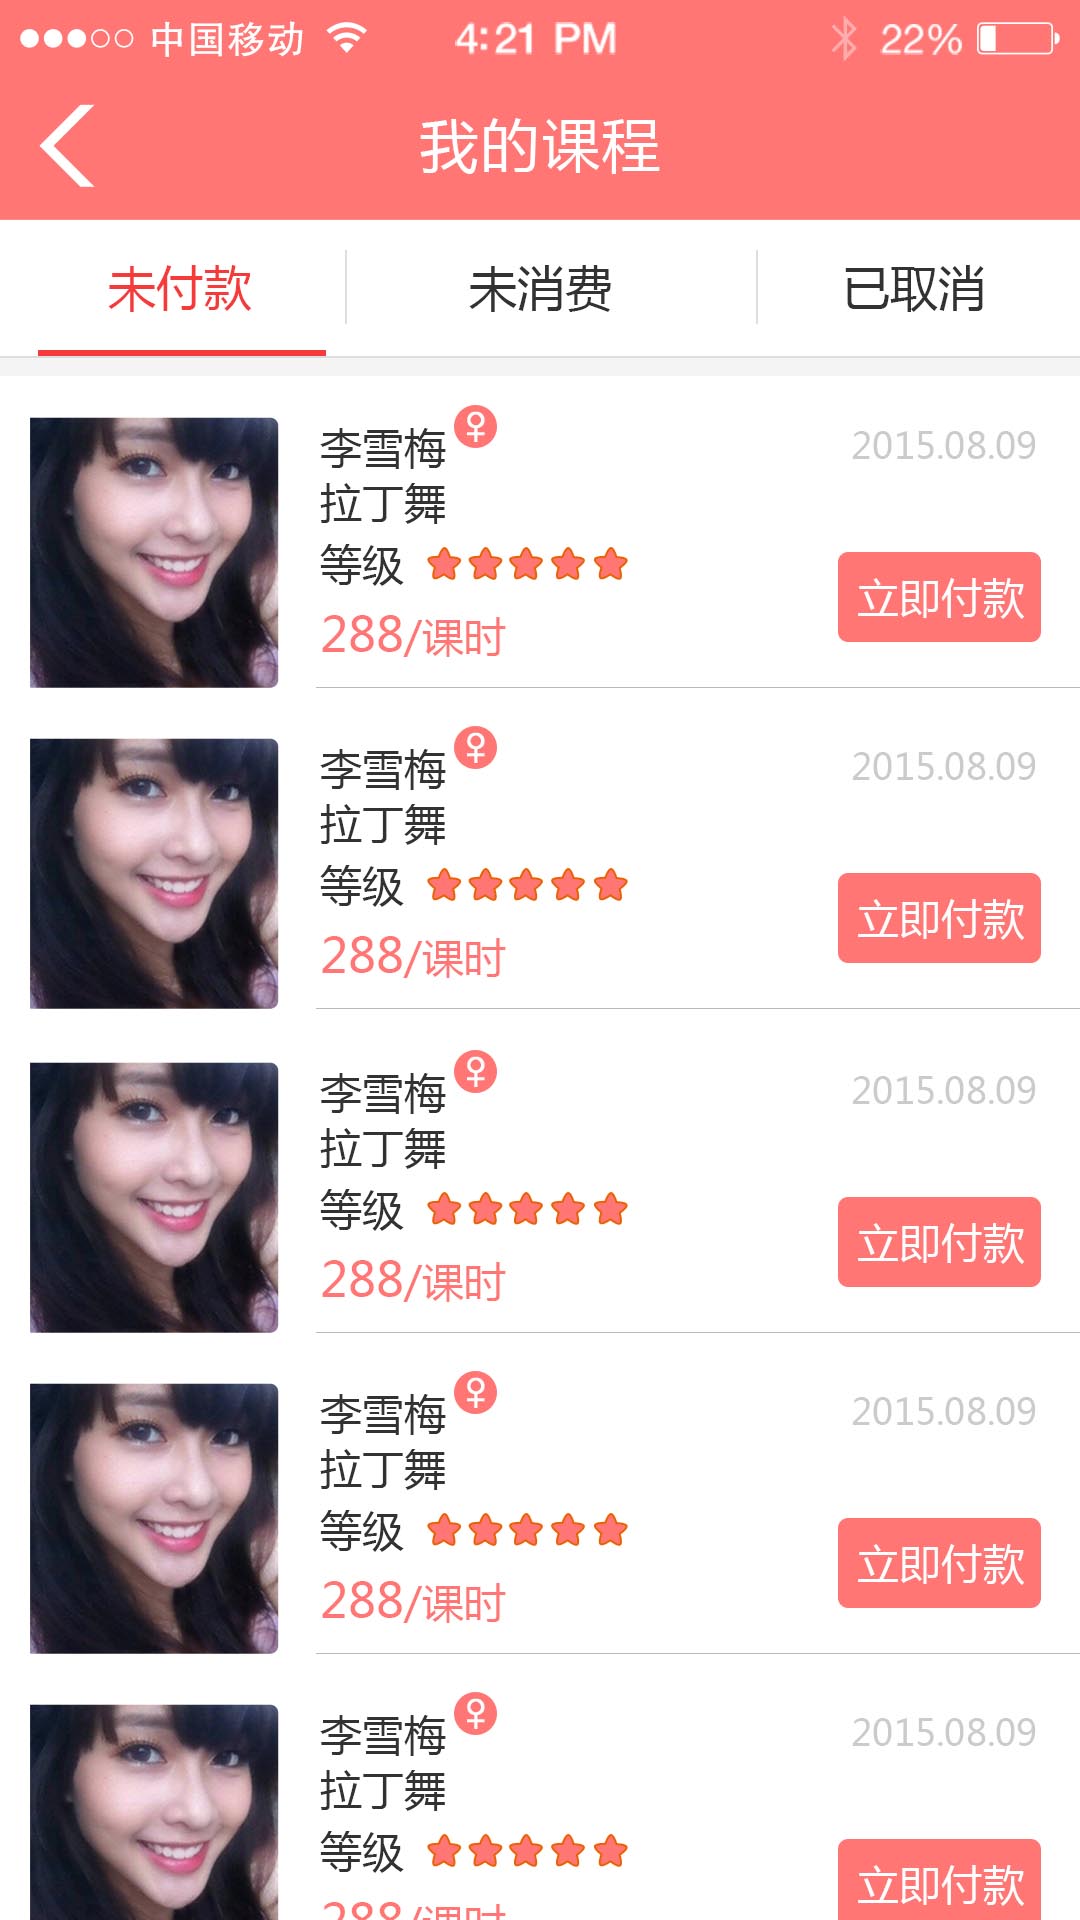 中国移动 4:21 PM 22%
我的课程
未付款 未消费 已取消
李雪梅 2015.08.09
拉丁舞
等级 立即付款
288/课时
李雪梅 2015.08.09
拉丁舞
等级 立即付款
288/课时
李雪梅 2015.08.09
拉丁舞
等级 立即付款
288/课时
李雪梅 2015.08.09
拉丁舞
等级 立即付款
288/课时
李雪梅 2015.08.09
拉丁舞
等级 立即付款
288/课时